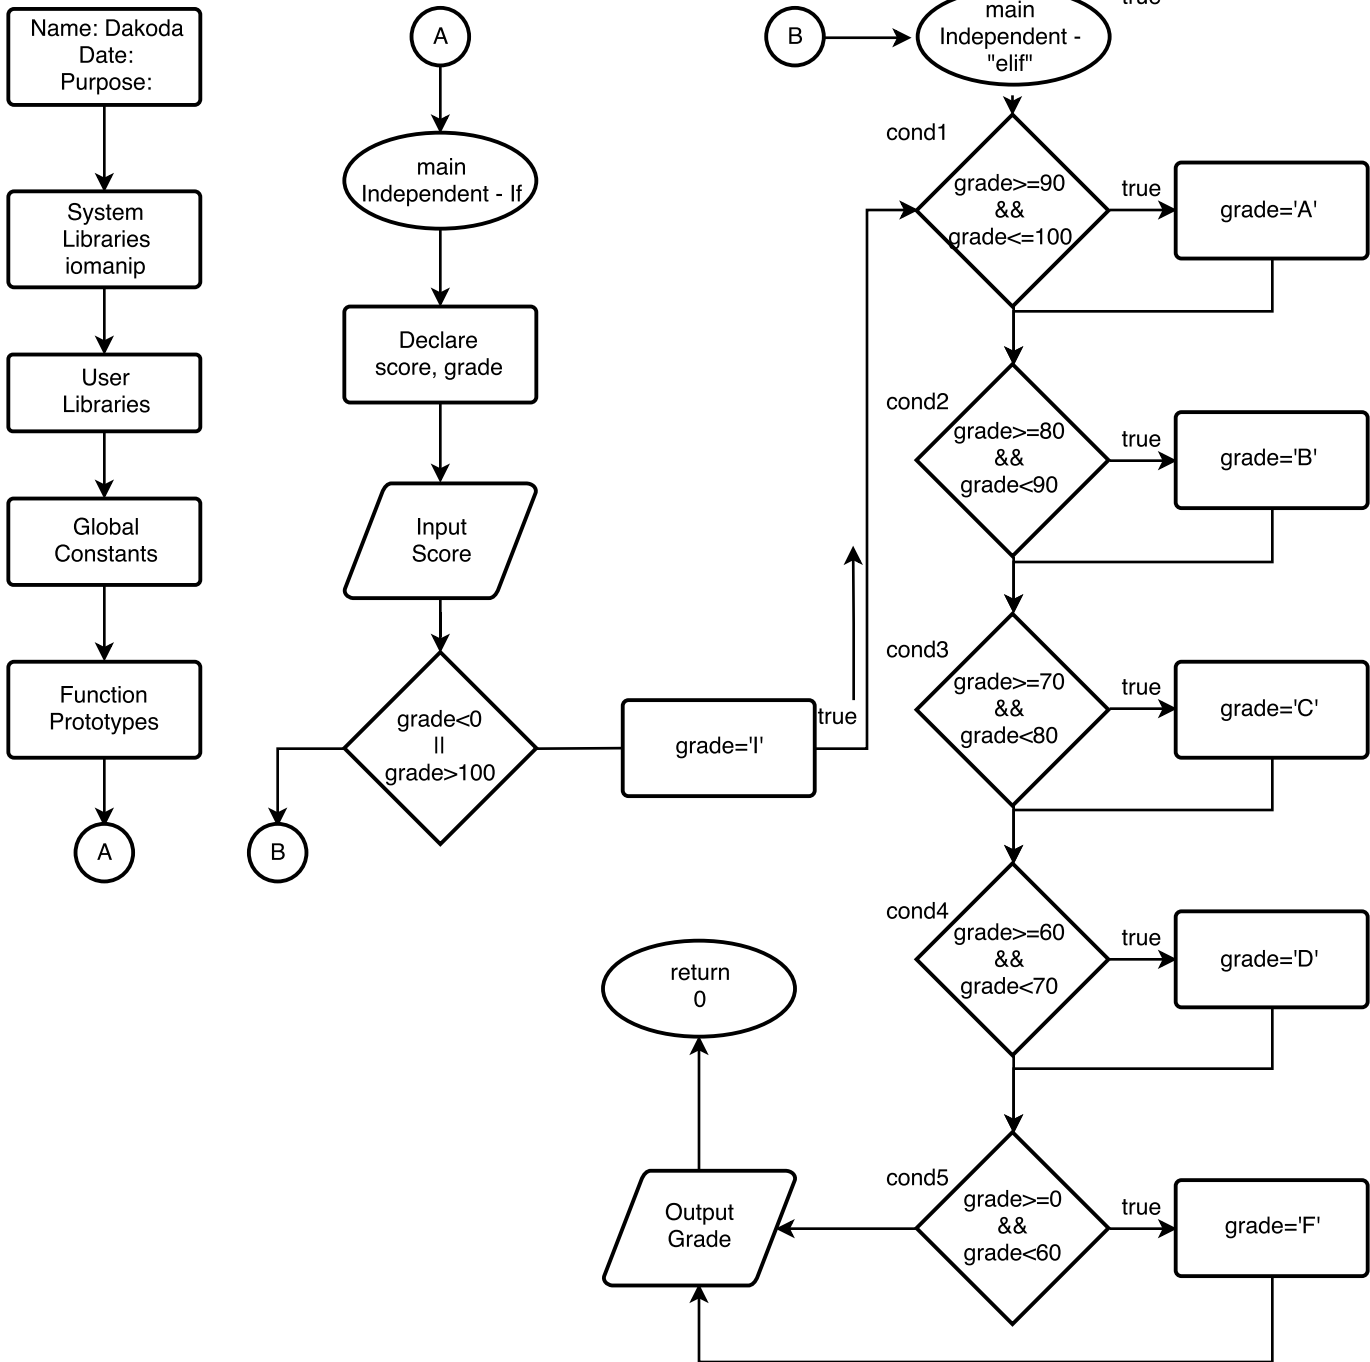 Name: Dakoda
Date:
Purpose:
System
Libraries
iomanip
User
Libraries
Global
Constants
Function
Prototypes
A
A
main
Independent - If
Declare
score, grade
Input
Score
grade<0
||
grade>100
B
grade='I'
true
B
main
Independent -
"elif"
true
cond1
grade>=90
&&
grade<=100
true
grade='A'
cond2
grade>=80
&&
grade<90
true
grade='B'
cond3
grade>=70
&&
grade<80
true
grade='C'
cond4
grade>=60
&&
grade<70
true
grade='D'
cond5
grade>=0
&&
grade<60
true
grade='F'
Output
Grade
return
0